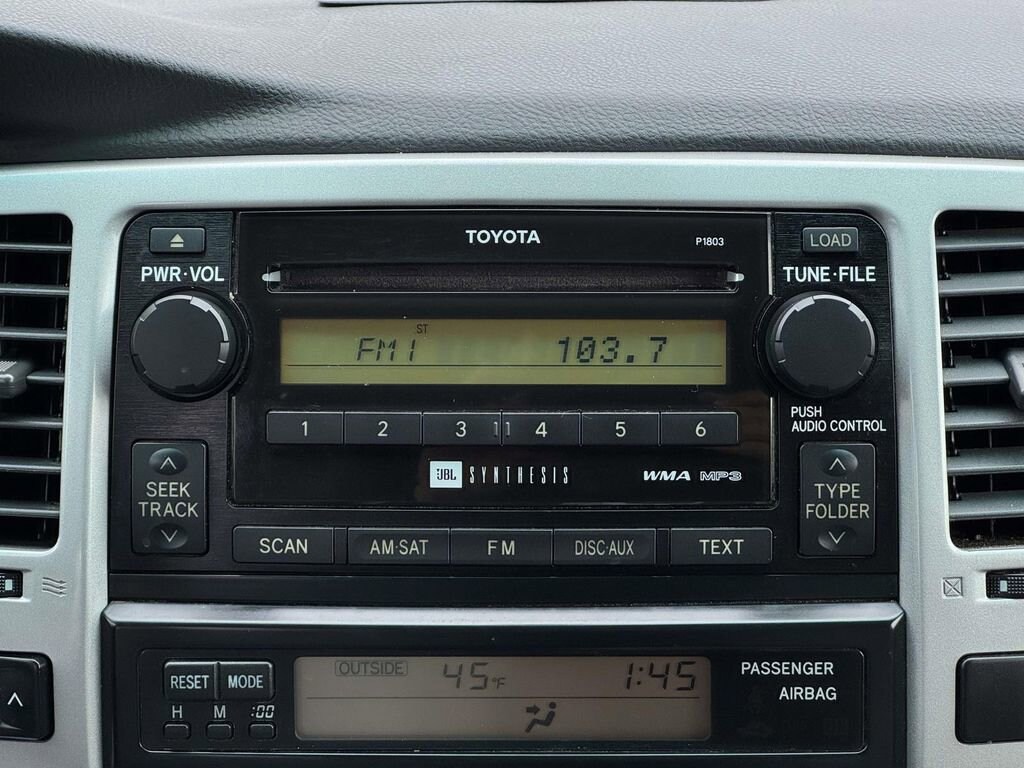 TOYOTA
P1803
LOAD
PWR·VOL
TUNE·FILE
ST
FM1 103.7
PUSH
AUDIO CONTROL
1 2 3 4 5 6
JBL SYNTHESIS
WMA MP3
SEEK
TRACK
TYPE
FOLDER
SCAN AM·SAT FM DISC·AUX TEXT
RESET MODE
H M :00
OUTSIDE 45°F 1:45
PASSENGER
AIRBAG